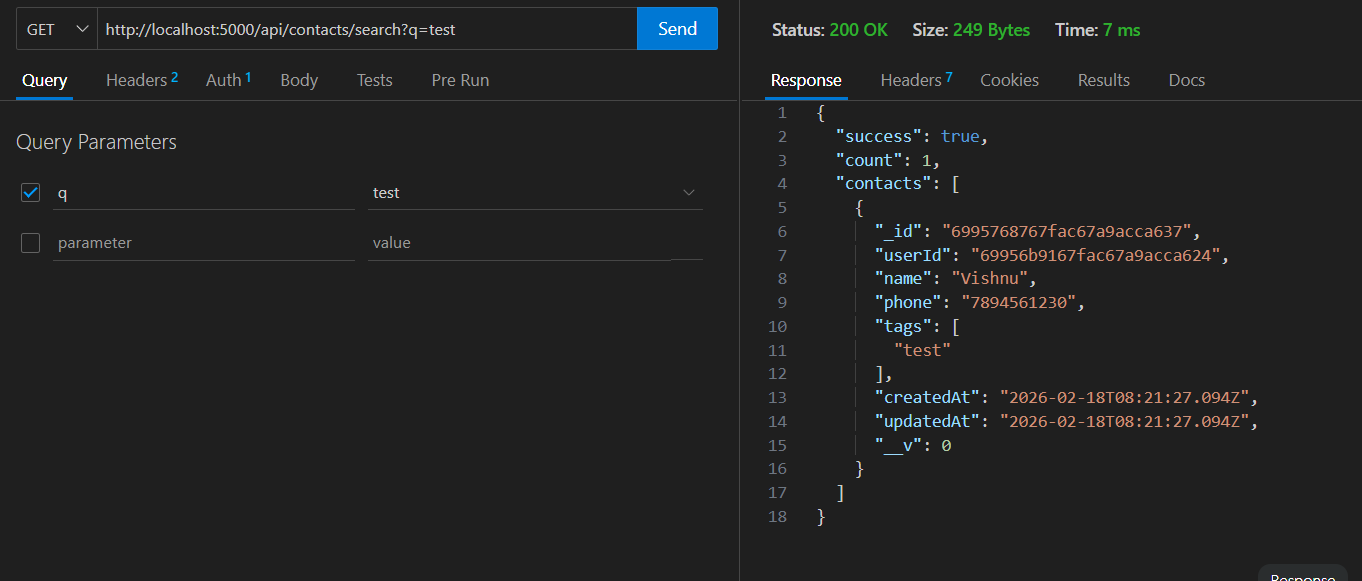 GET http://localhost:5000/api/contacts/search?q=test Send
Query Headers 2 Auth 1 Body Tests Pre Run
Query Parameters
q test
parameter value
Status: 200 OK Size: 249 Bytes Time: 7 ms
Response Headers 7 Cookies Results Docs
1 {
2 "success": true,
3 "count": 1,
4 "contacts": [
5 {
6 "_id": "6995768767fac67a9acca637",
7 "userId": "69956b9167fac67a9acca624",
8 "name": "Vishnu",
9 "phone": "7894561230",
10 "tags": [
11 "test"
12 ],
13 "createdAt": "2026-02-18T08:21:27.094Z",
14 "updatedAt": "2026-02-18T08:21:27.094Z",
15 "__v": 0
16 }
17 ]
18 }
Response